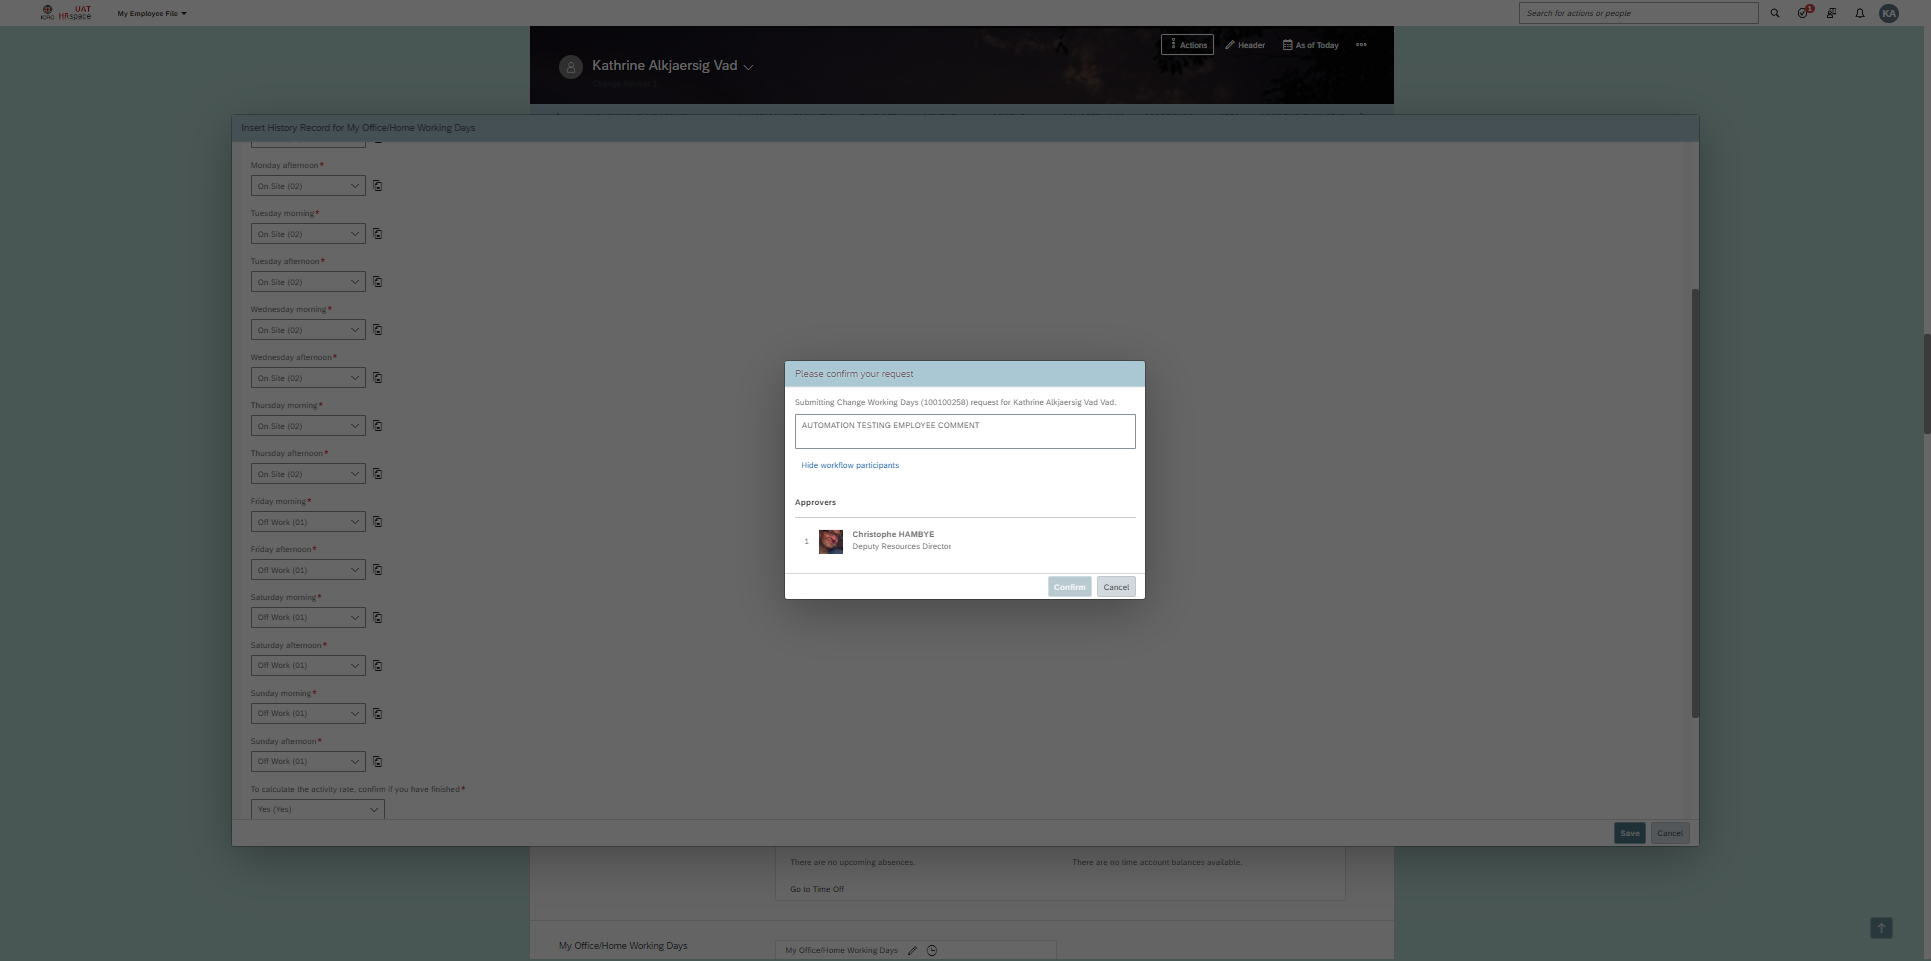 UAT
ICRC HRspace
My Employee File
Search for actions or people
1
KA
Actions
Header
As of Today
Kathrine Alkjaersig Vad
Insert History Record for My Office/Home Working Days
Monday afternoon*
On Site (02)
Tuesday morning*
On Site (02)
Tuesday afternoon*
On Site (02)
Wednesday morning*
On Site (02)
Wednesday afternoon*
On Site (02)
Thursday morning*
On Site (02)
Thursday afternoon*
On Site (02)
Friday morning*
Off Work (01)
Friday afternoon*
Off Work (01)
Saturday morning*
Off Work (01)
Saturday afternoon*
Off Work (01)
Sunday morning*
Off Work (01)
Sunday afternoon*
Off Work (01)
To calculate the activity rate, confirm if you have finished*
Yes (Yes)
Save
Cancel
Please confirm your request
Submitting Change Working Days (100100258) request for Kathrine Alkjaersig Vad Vad.
AUTOMATION TESTING EMPLOYEE COMMENT
Hide workflow participants
Approvers
1
Christophe HAMBYE
Deputy Resources Director
Confirm
Cancel
There are no upcoming absences.
There are no time account balances available.
Go to Time Off
My Office/Home Working Days
My Office/Home Working Days